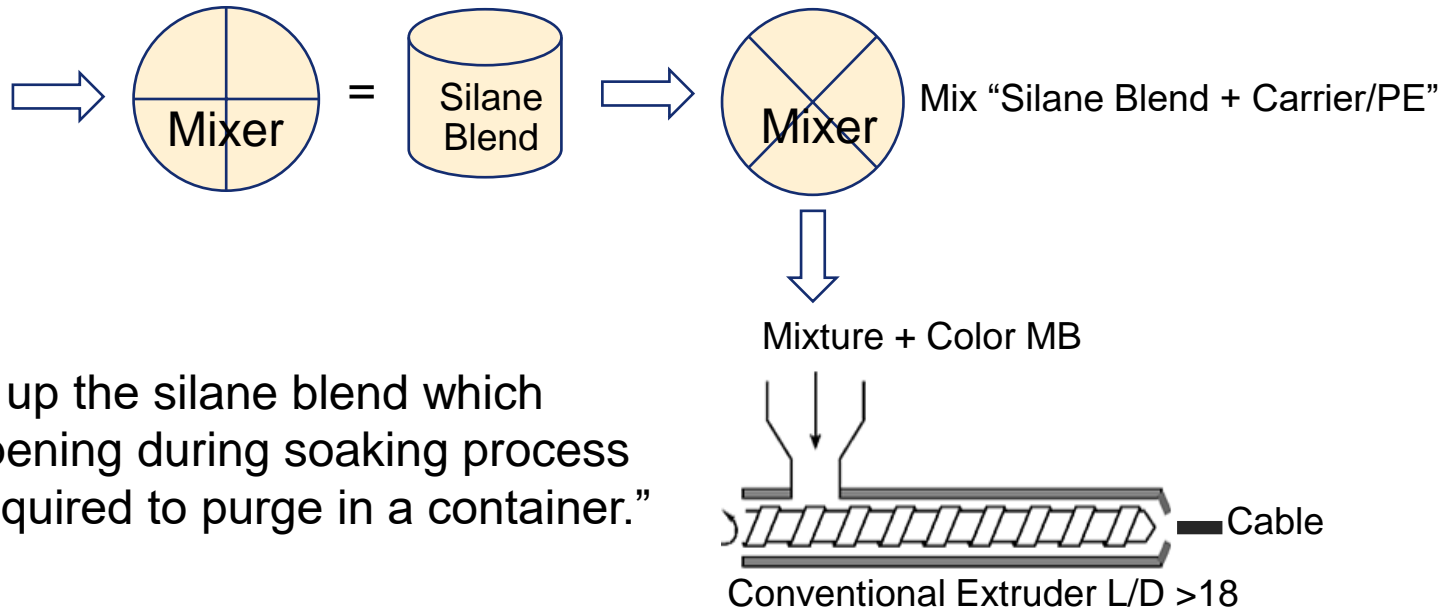 Mixer
=
Silane
Blend
Mixer
Mix “Silane Blend + Carrier/PE”
Mixture + Color MB
up the silane blend which
pening during soaking process
quired to purge in a container.”
Cable
Conventional Extruder L/D >18